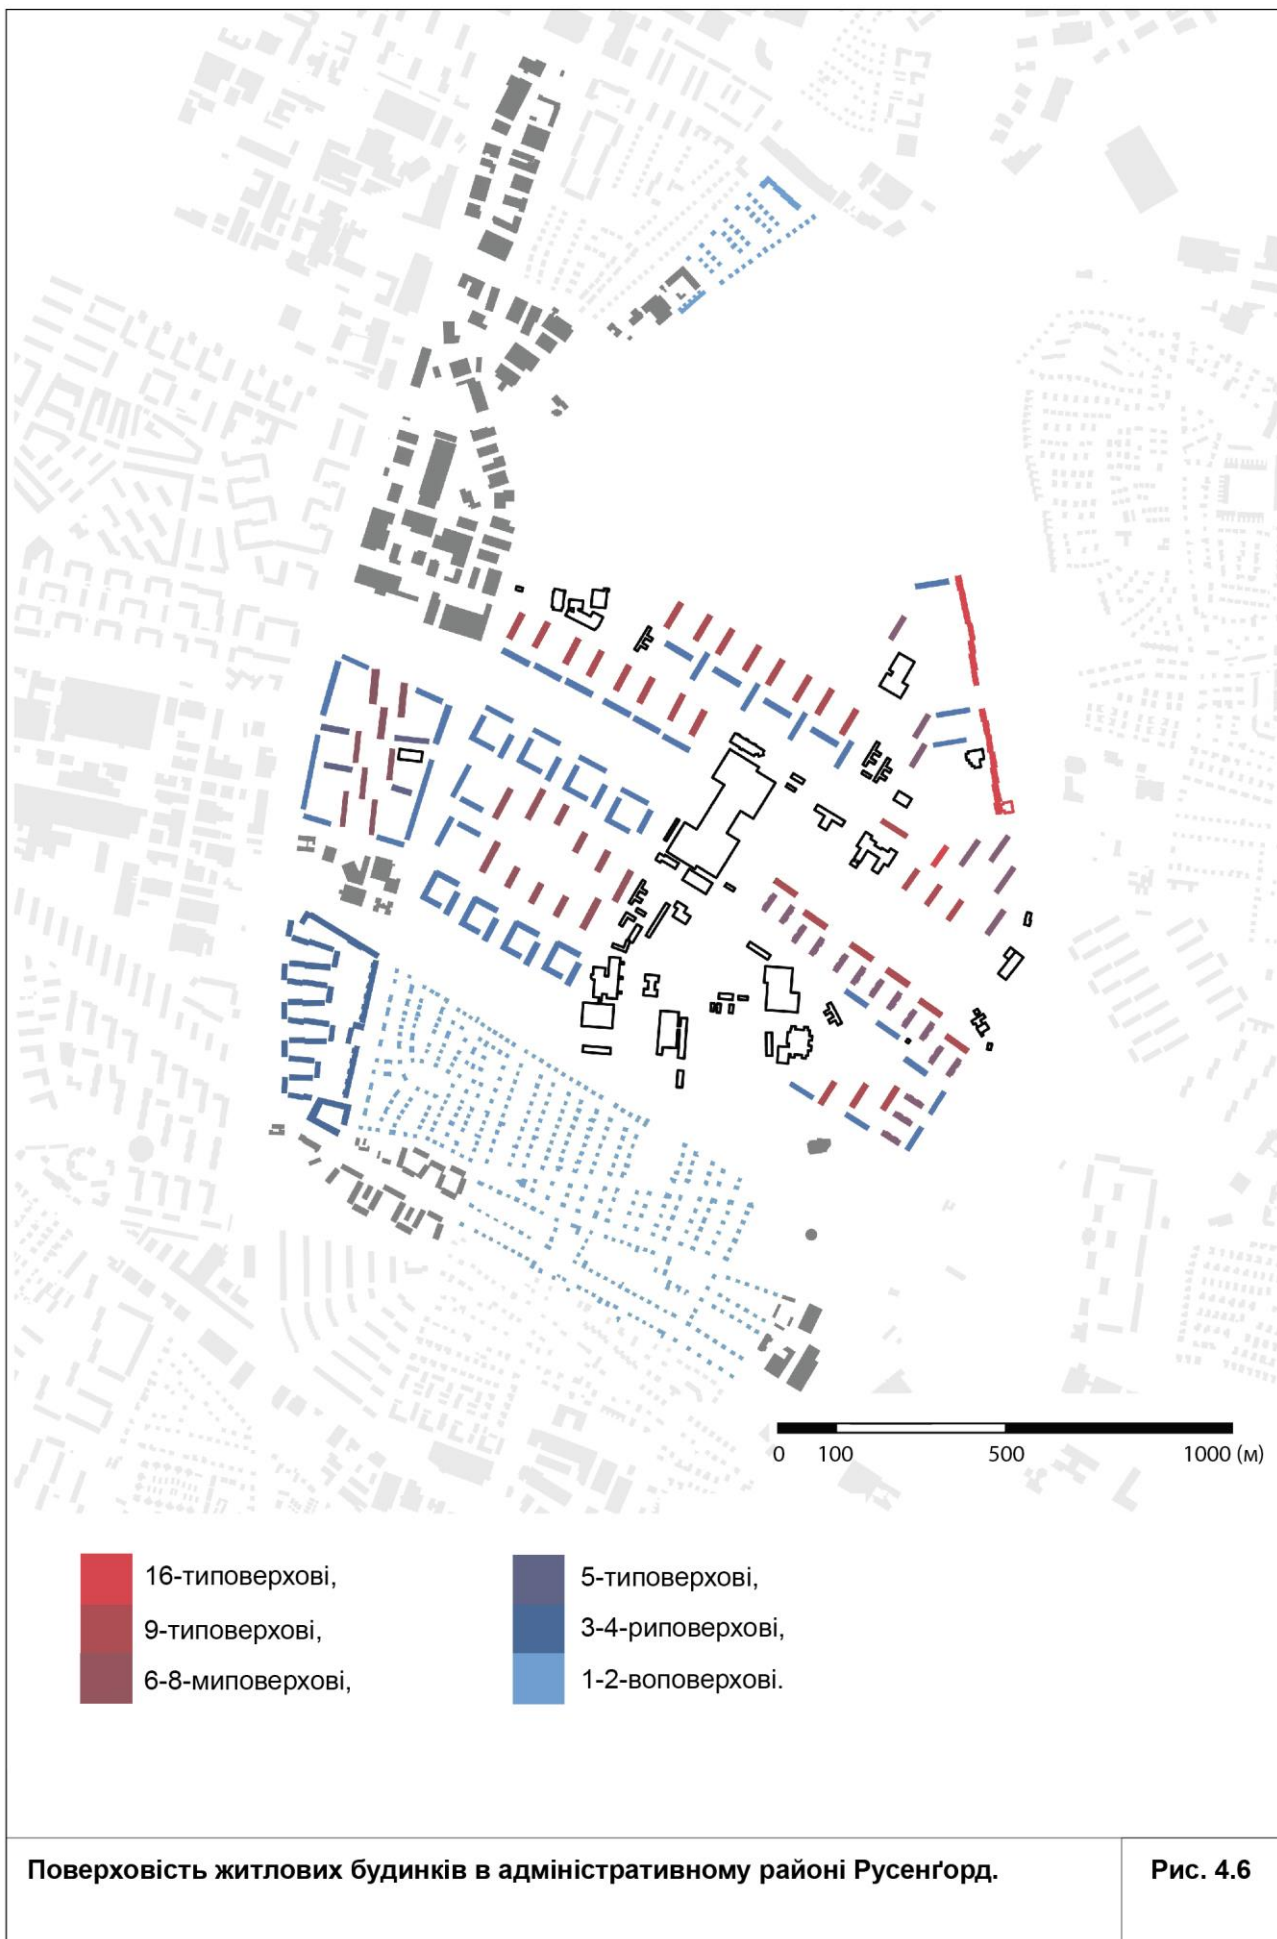 0 100 500 1000 (м)
16-типоверхові,
9-типоверхові,
6-8-миповерхові,
5-типоверхові,
3-4-риповерхові,
1-2-воповерхові.
Поверховість житлових будинків в адміністративному районі Русенґорд.
Рис. 4.6